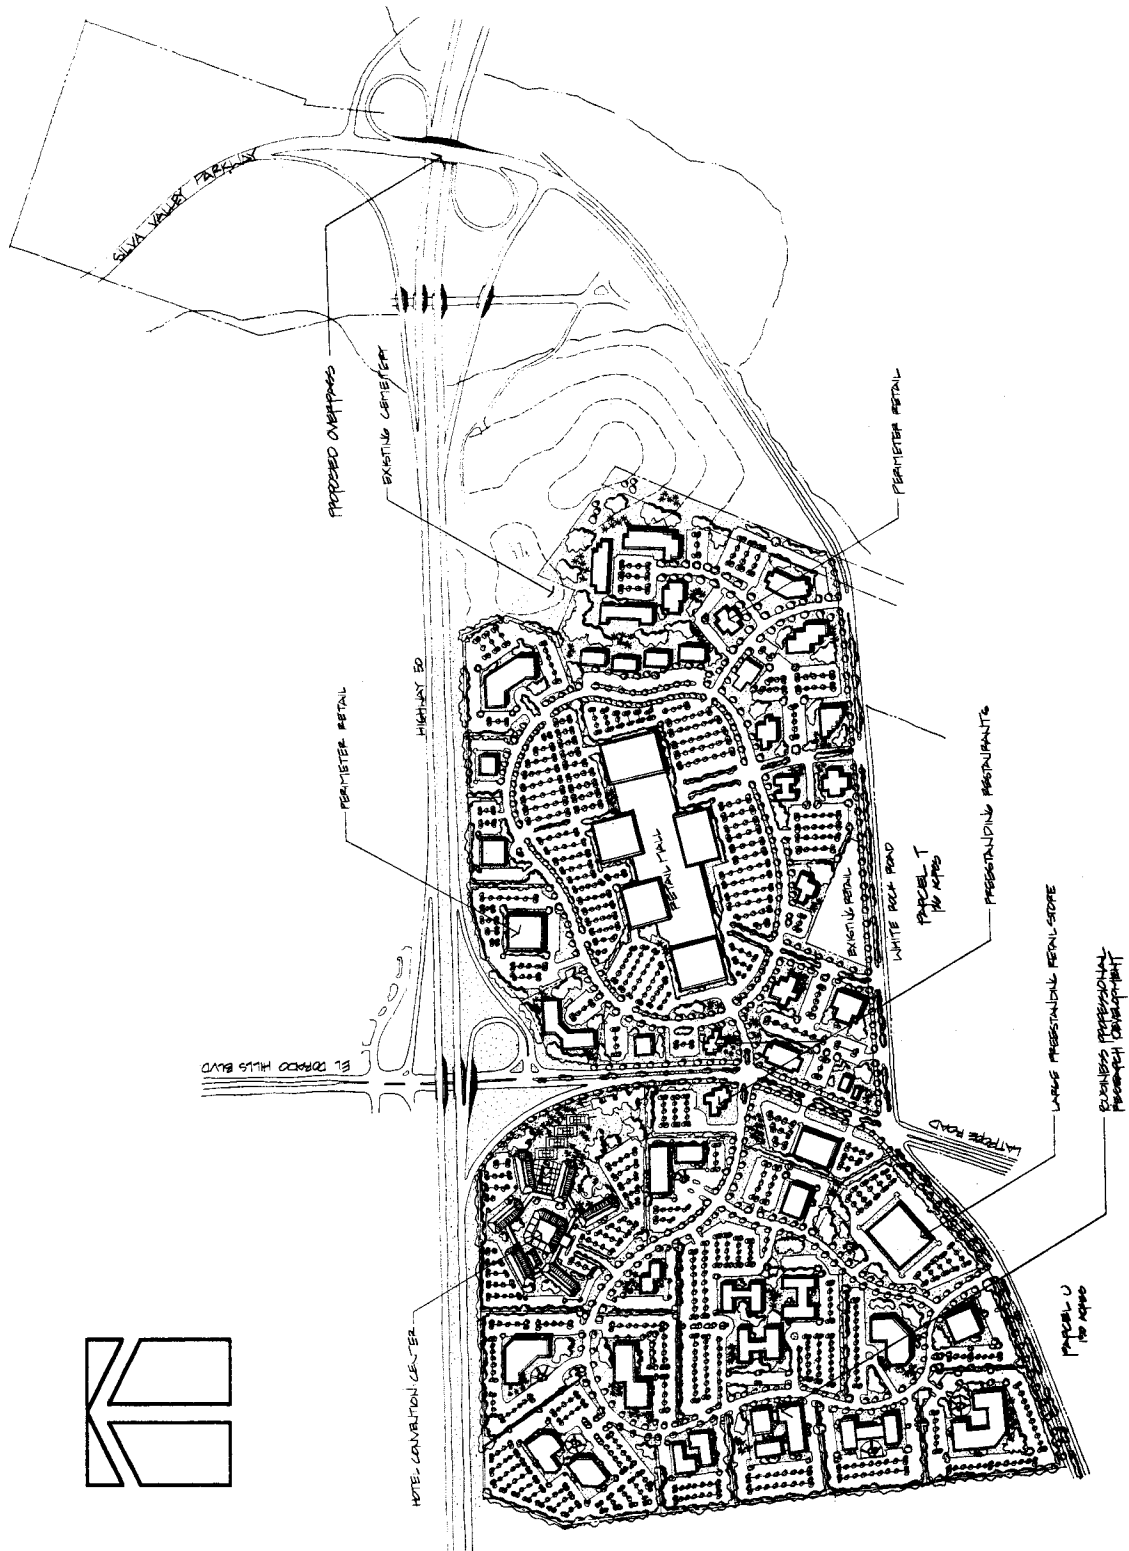 SILVA VALLEY PARKWAY
PROPOSED OVERPASS
EXISTING CEMETERY
PERIMETER RETAIL
HIGHWAY 50
PERIMETER RETAIL
EL DORADO HILLS BLVD
RETAIL MALL
EXISTING RETAIL
WHITE ROCK ROAD
PARCEL T
ACRES
FREESTANDING RESTAURANTS
LARGE FREESTANDING RETAIL STORE
BUSINESS PROFESSIONAL
RESEARCH DEVELOPMENT
LATROBE ROAD
HOTEL CONVENTION CENTER
PARCEL U
ACRES